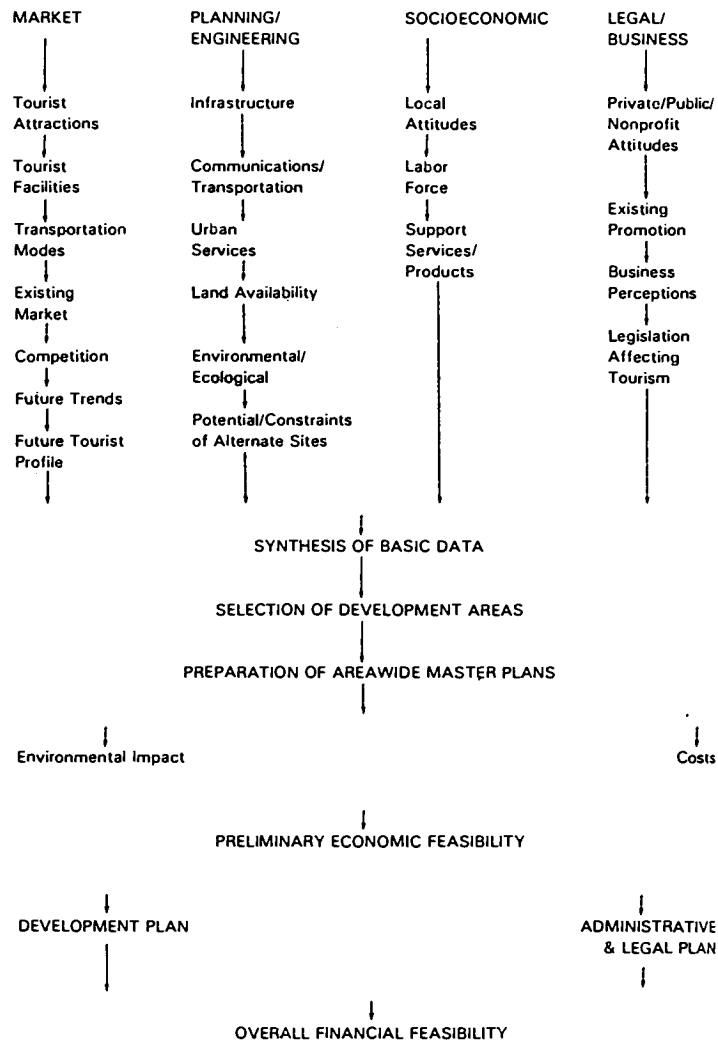 MARKET
PLANNING/
ENGINEERING
SOCIOECONOMIC
LEGAL/
BUSINESS
Tourist
Attractions
Tourist
Facilities
Transportation
Modes
Existing
Market
Competition
Future Trends
Future Tourist
Profile
Infrastructure
Communications/
Transportation
Urban
Services
Land Availability
Environmental/
Ecological
Potential/Constraints
of Alternate Sites
Local
Attitudes
Labor
Force
Support
Services/
Products
Private/Public/
Nonprofit
Attitudes
Existing
Promotion
Business
Perceptions
Legislation
Affecting
Tourism
SYNTHESIS OF BASIC DATA
SELECTION OF DEVELOPMENT AREAS
PREPARATION OF AREAWIDE MASTER PLANS
Environmental Impact
Costs
PRELIMINARY ECONOMIC FEASIBILITY
DEVELOPMENT PLAN
ADMINISTRATIVE
& LEGAL PLAN
OVERALL FINANCIAL FEASIBILITY